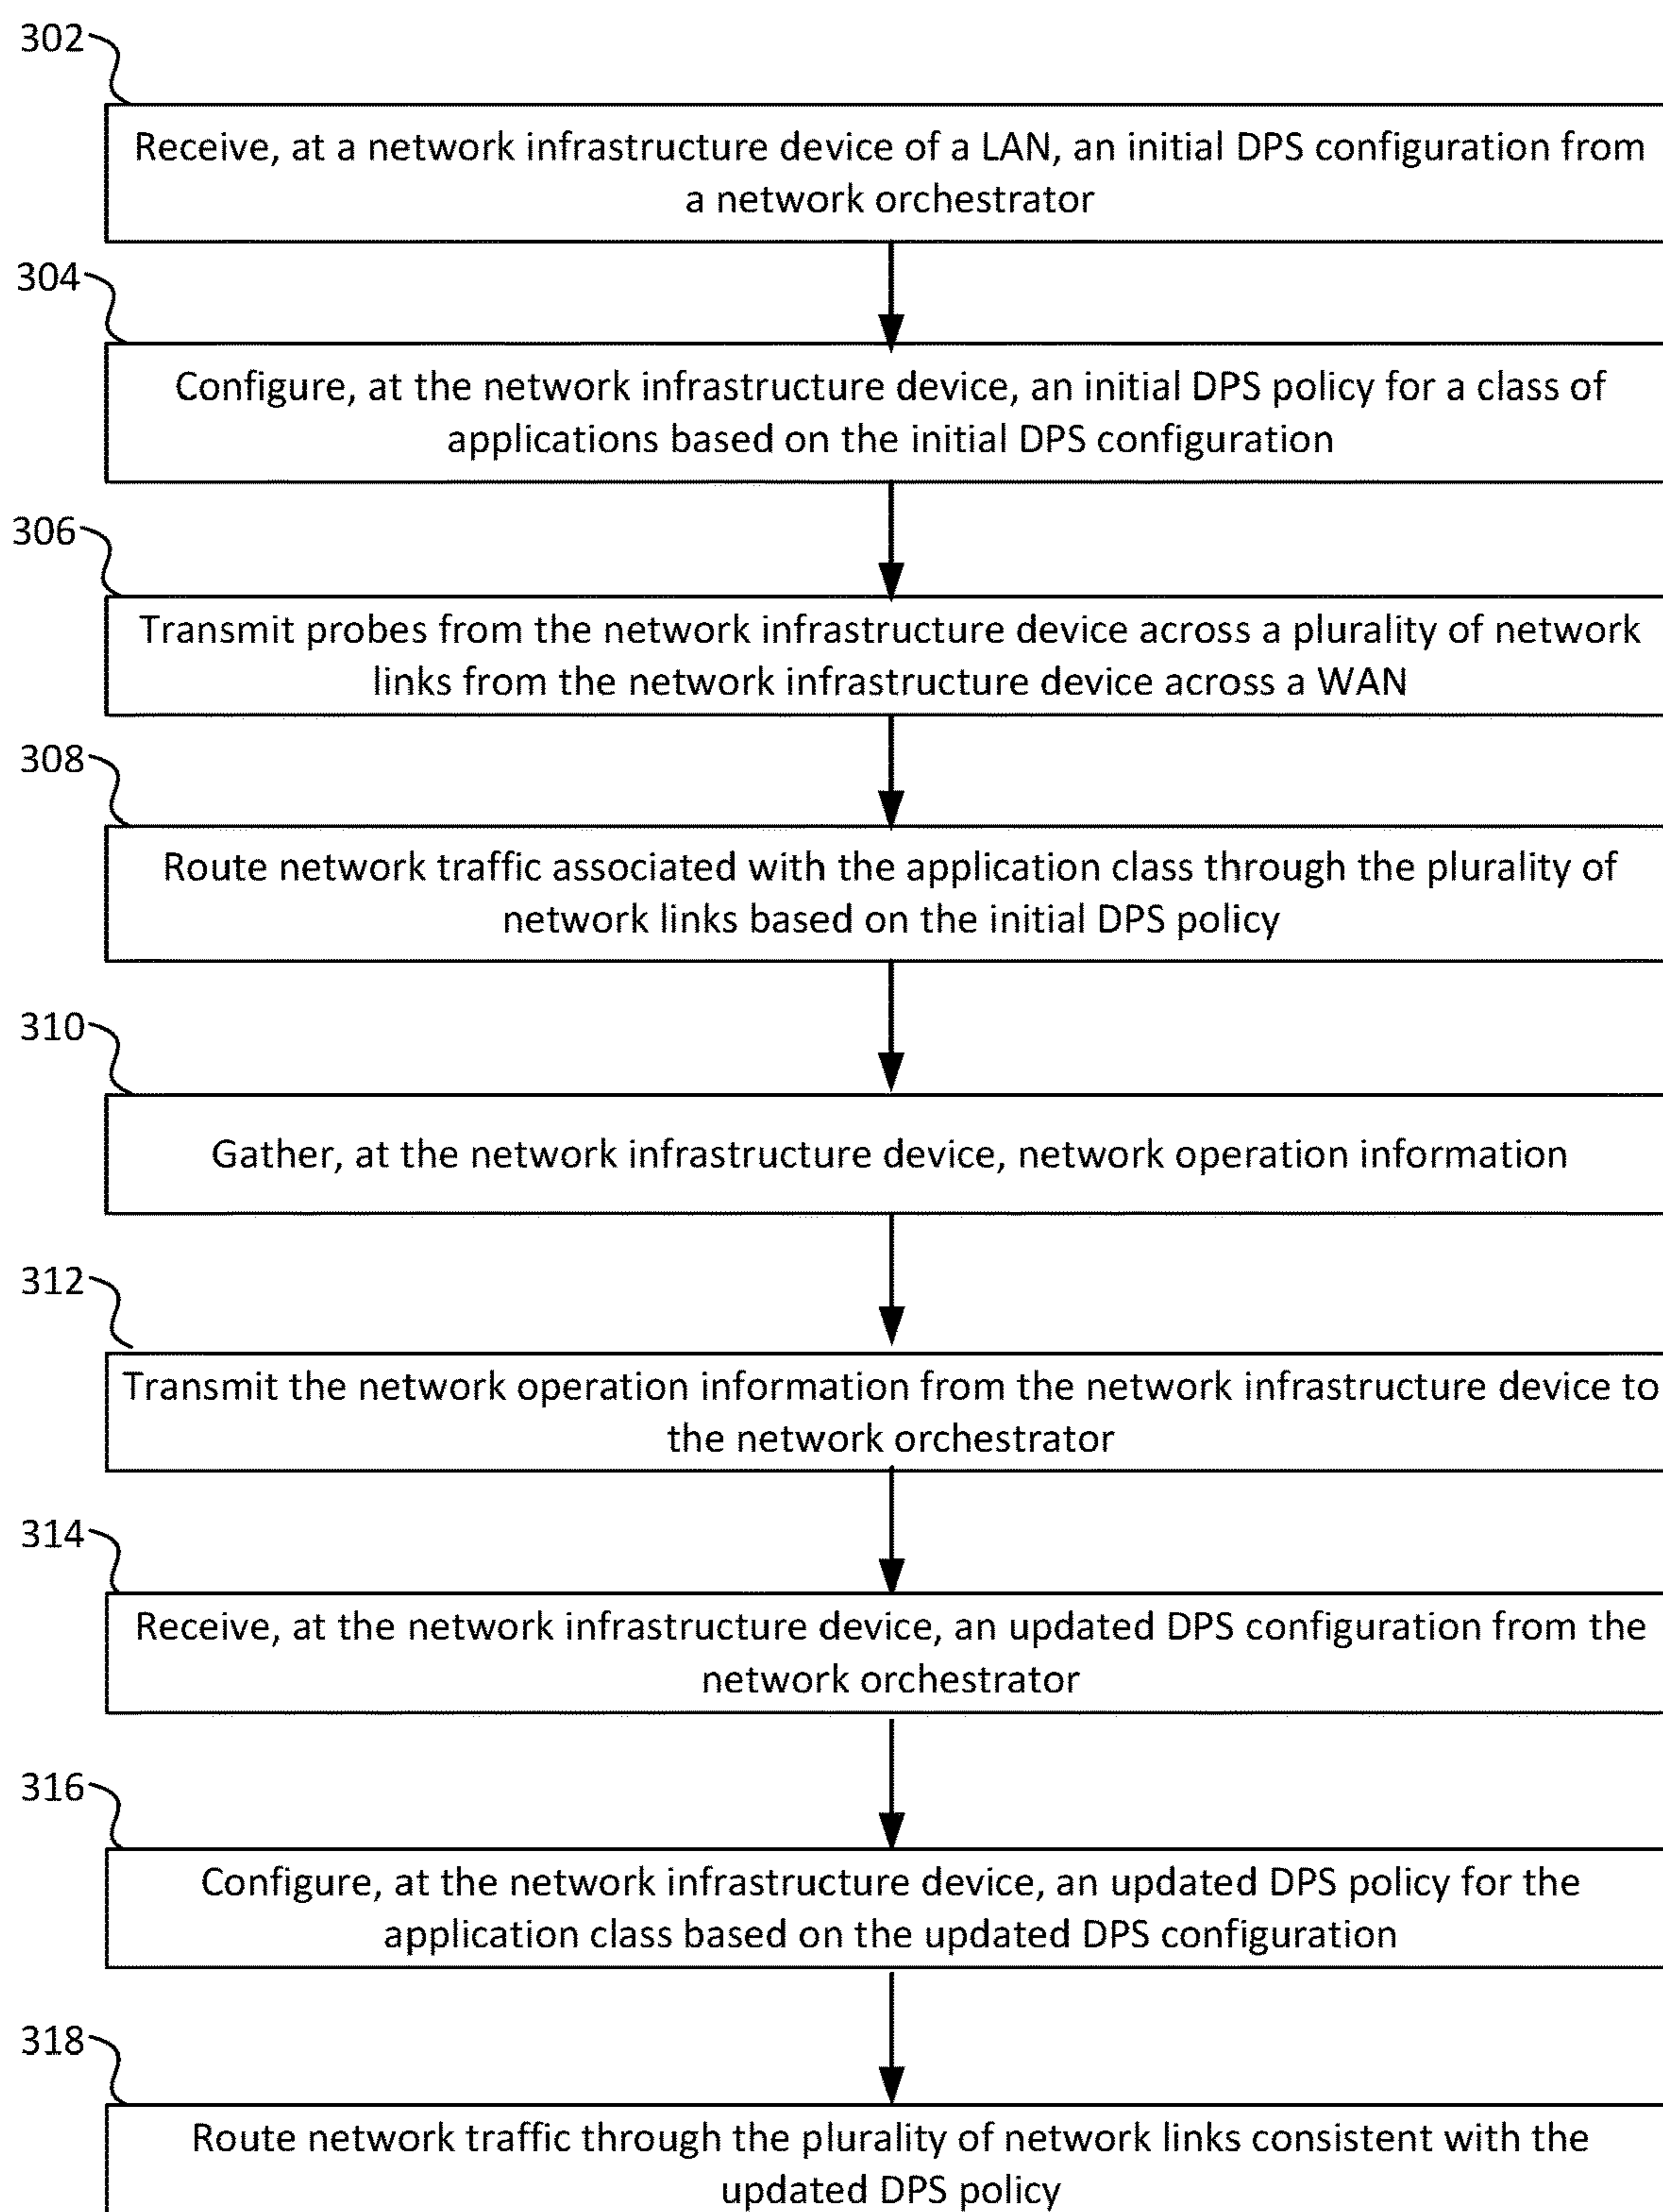 302
Receive, at a network infrastructure device of a LAN, an initial DPS configuration from
a network orchestrator
304
Configure, at the network infrastructure device, an initial DPS policy for a class of
applications based on the initial DPS configuration
306
Transmit probes from the network infrastructure device across a plurality of network
links from the network infrastructure device across a WAN
308
Route network traffic associated with the application class through the plurality of
network links based on the initial DPS policy
310
Gather, at the network infrastructure device, network operation information
312
Transmit the network operation information from the network infrastructure device to
the network orchestrator
314
Receive, at the network infrastructure device, an updated DPS configuration from the
network orchestrator
316
Configure, at the network infrastructure device, an updated DPS policy for the
application class based on the updated DPS configuration
318
Route network traffic through the plurality of network links consistent with the
updated DPS policy